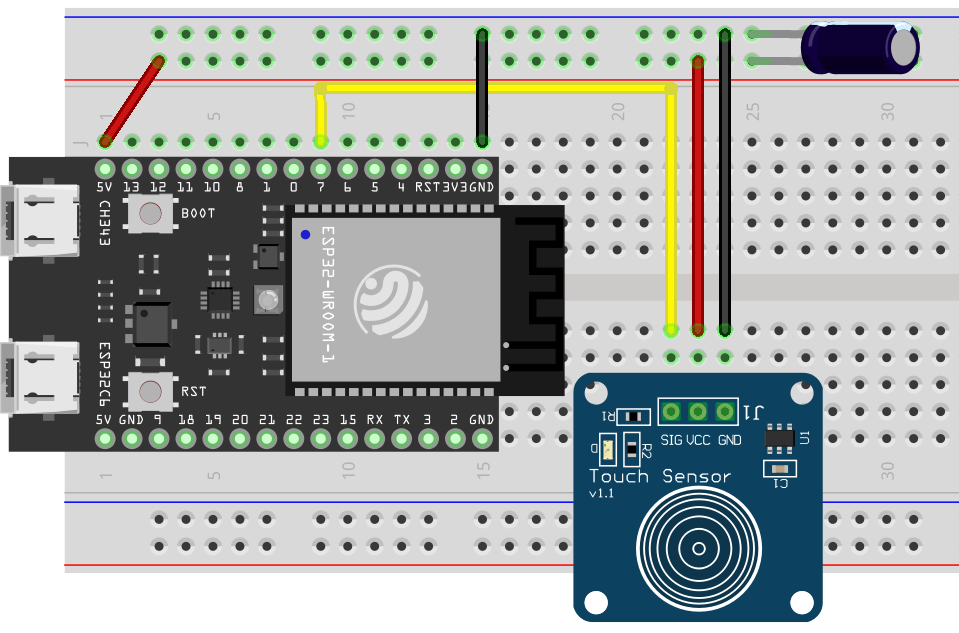 1 5 10 20 25 30
J
5V 13 12 11 10 8 1 0 7 6 5 4 RST 3V3 GND
CH343
BOOT
ESP32-WROOM-1
ESP32C6
RST
5V GND 9 18 19 20 21 22 23 15 RX TX 3 2 GND
1 5 10 15 30
R1
J1
SIG VCC GND
U1
D
R2
C1
Touch Sensor
v1.1